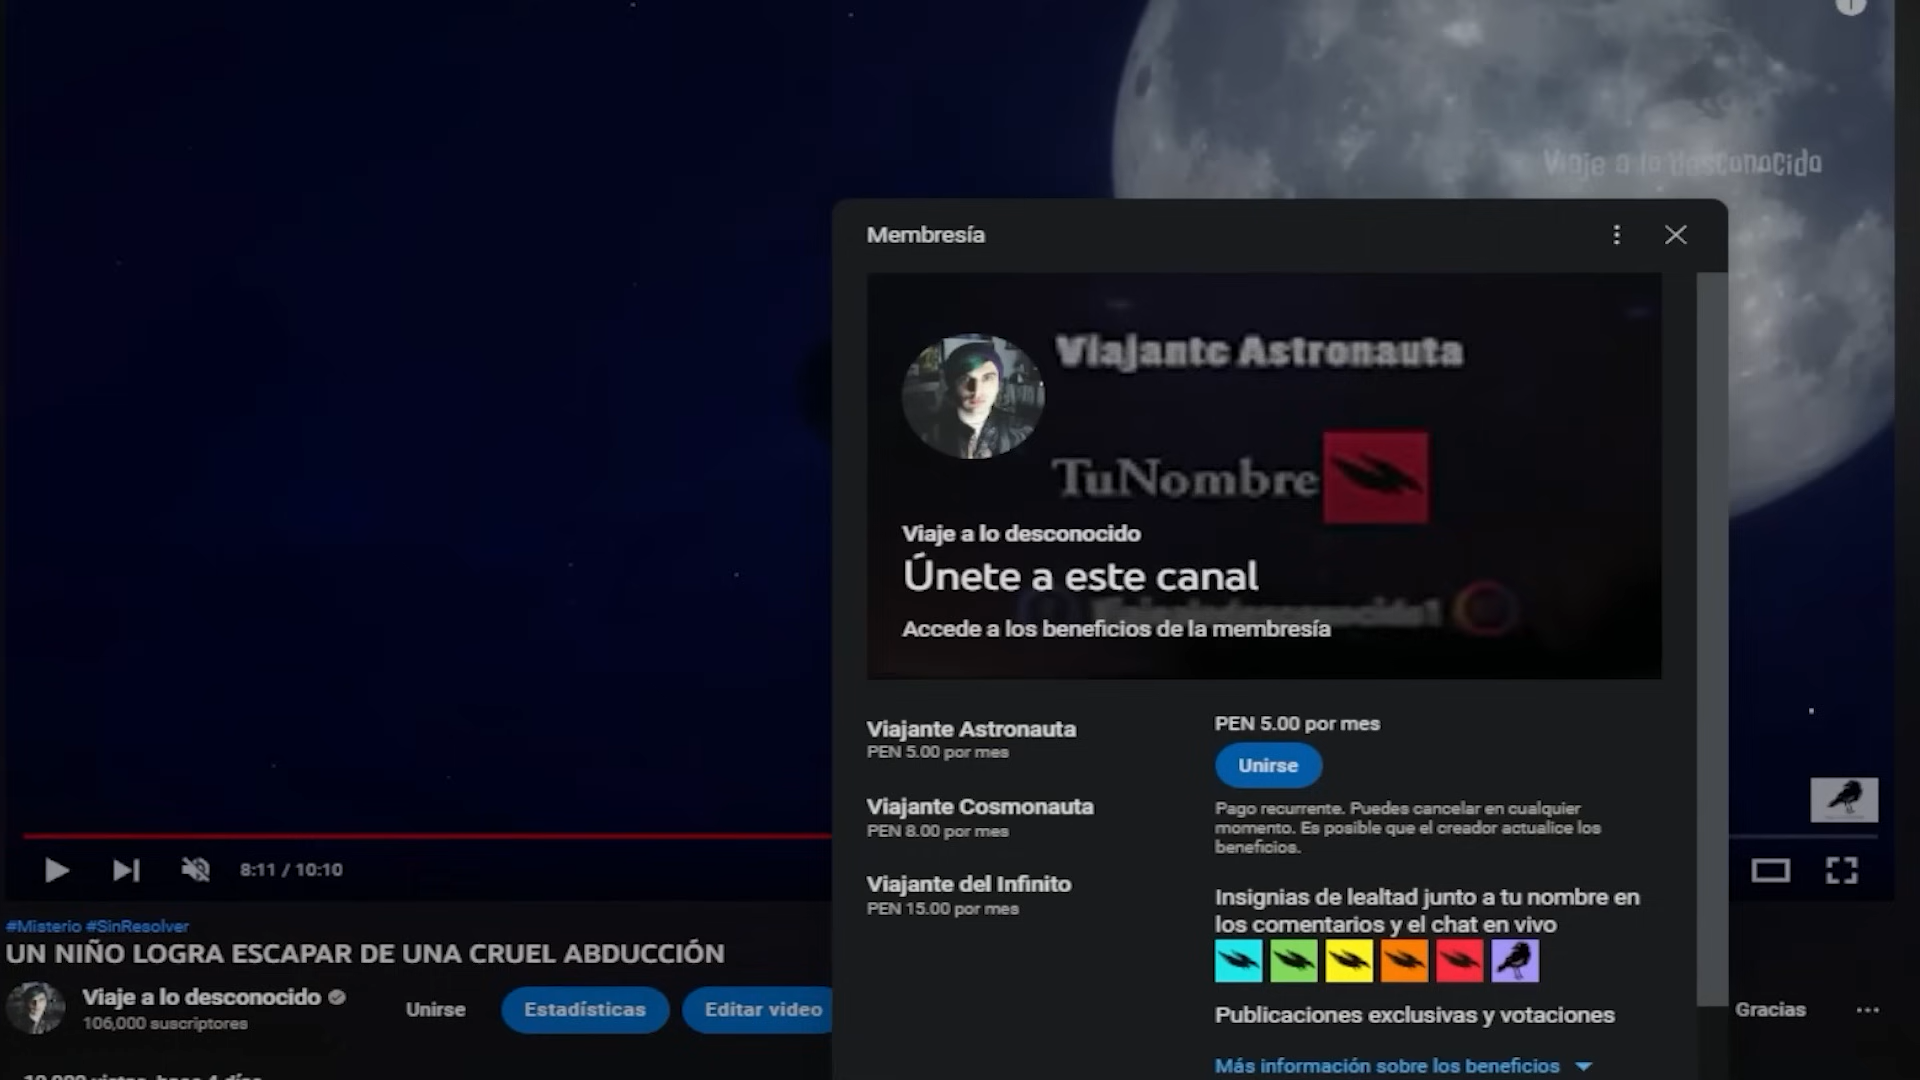 Viaje a lo desconocido
Membresía
Viajante Astronauta
TuNombre
Viaje a lo desconocido
Únete a este canal
Accede a los beneficios de la membresía
Viajante Astronauta
PEN 5.00 por mes
Viajante Cosmonauta
PEN 8.00 por mes
Viajante del Infinito
PEN 15.00 por mes
PEN 5.00 por mes
Unirse
Pago recurrente. Puedes cancelar en cualquier
momento. Es posible que el creador actualice los
beneficios.
Insignias de lealtad junto a tu nombre en
los comentarios y el chat en vivo
Publicaciones exclusivas y votaciones
Más información sobre los beneficios
8:11 / 10:10
#Misterio #SinResolver
UN NIÑO LOGRA ESCAPAR DE UNA CRUEL ABDUCCIÓN
Viaje a lo desconocido
106,000 suscriptores
Unirse
Estadísticas
Editar video
Gracias